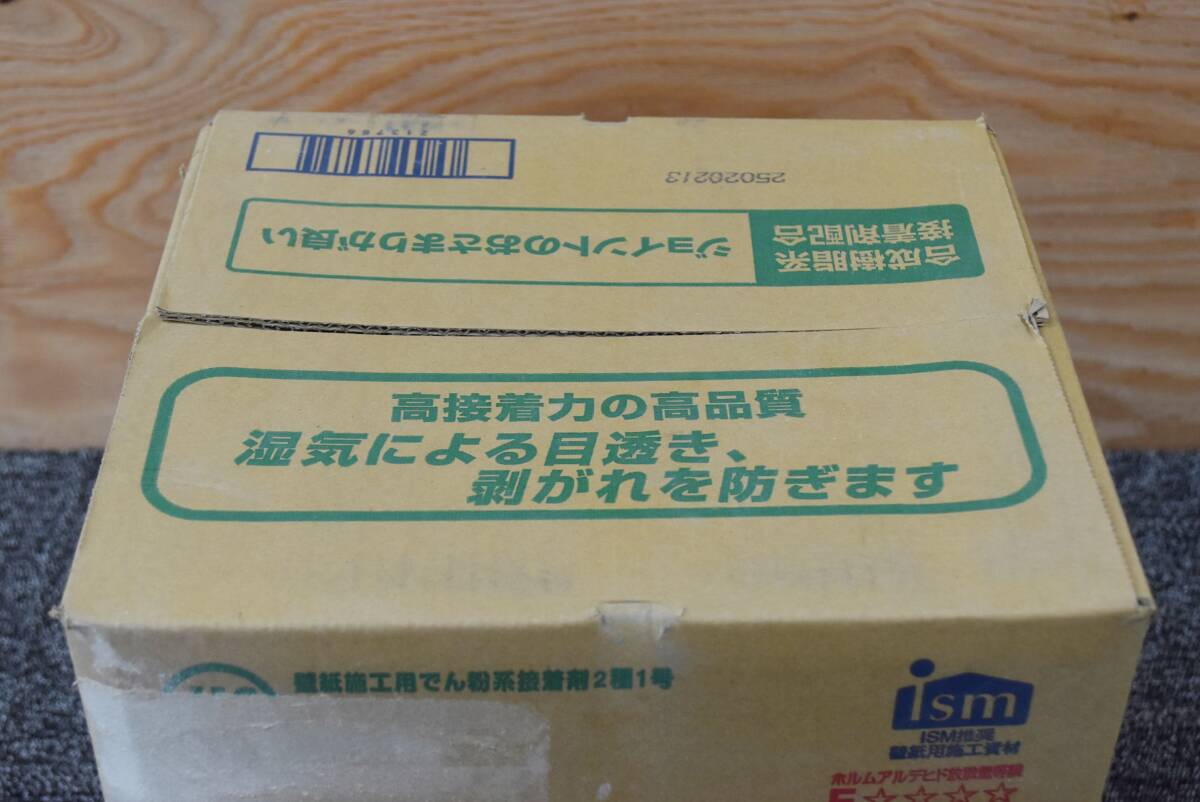 213766
25020213
合成樹脂系
接着剤配合
ジョイントのおさまりが良い
高接着力の高品質
湿気による目透き、
剥がれを防ぎます
壁紙施工用でん粉系接着剤2種1号
ism
ISM推奨
壁紙用施工資材
ホルムアルデヒド放散量等級
F☆☆☆☆